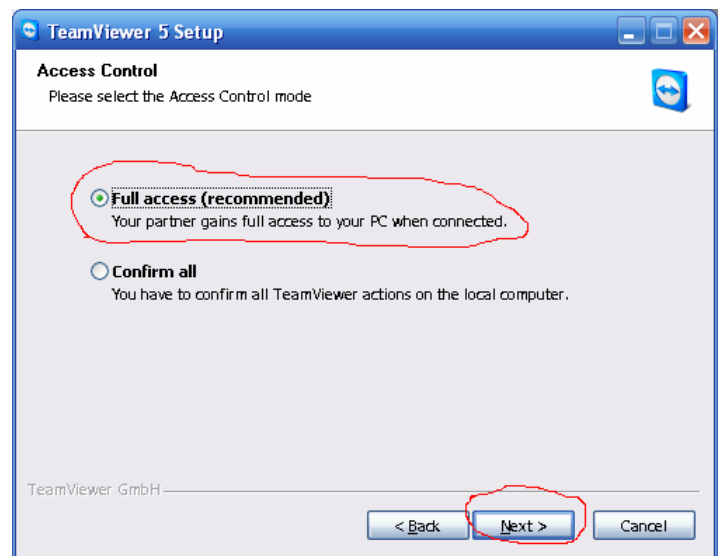 TeamViewer 5 Setup
Access Control
Please select the Access Control mode
Full access (recommended)
Your partner gains full access to your PC when connected.
Confirm all
You have to confirm all TeamViewer actions on the local computer.
TeamViewer GmbH
< Back Next > Cancel